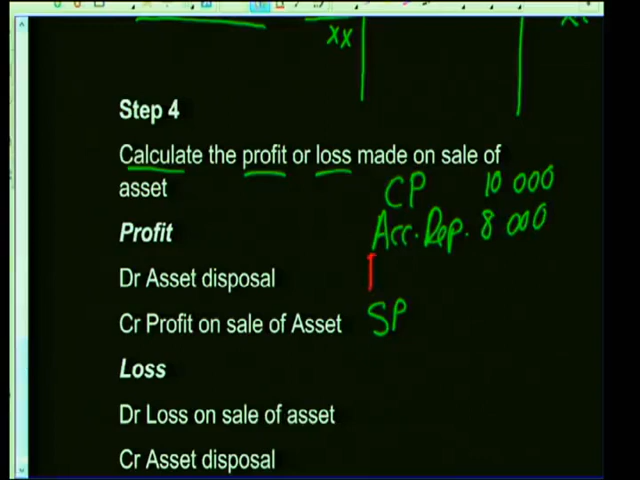 xx
Step 4
Calculate the profit or loss made on sale of
asset
CP 10 000
Profit
Acc. Dep. 8 000
Dr Asset disposal
Cr Profit on sale of Asset
SP
Loss
Dr Loss on sale of asset
Cr Asset disposal